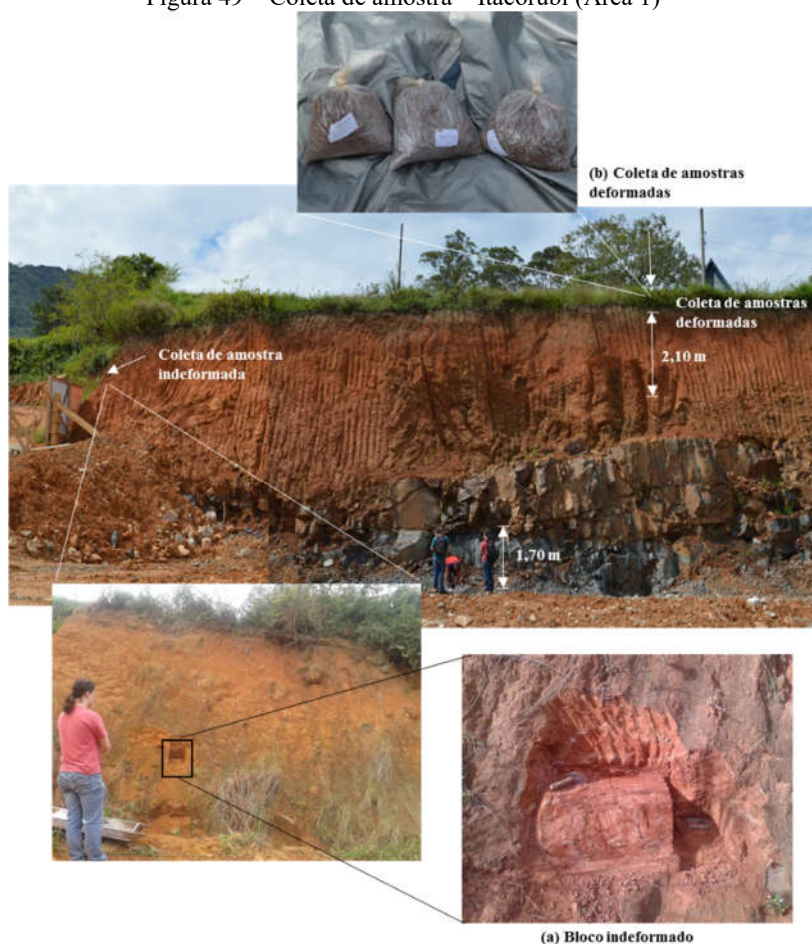 Figura 49 – Coleta de amostra – Itacorubi (Área 1)
(b) Coleta de amostras
deformadas
Coleta de amostras
deformadas
2,10 m
Coleta de amostra
indeformada
1,70 m
(a) Bloco indeformado